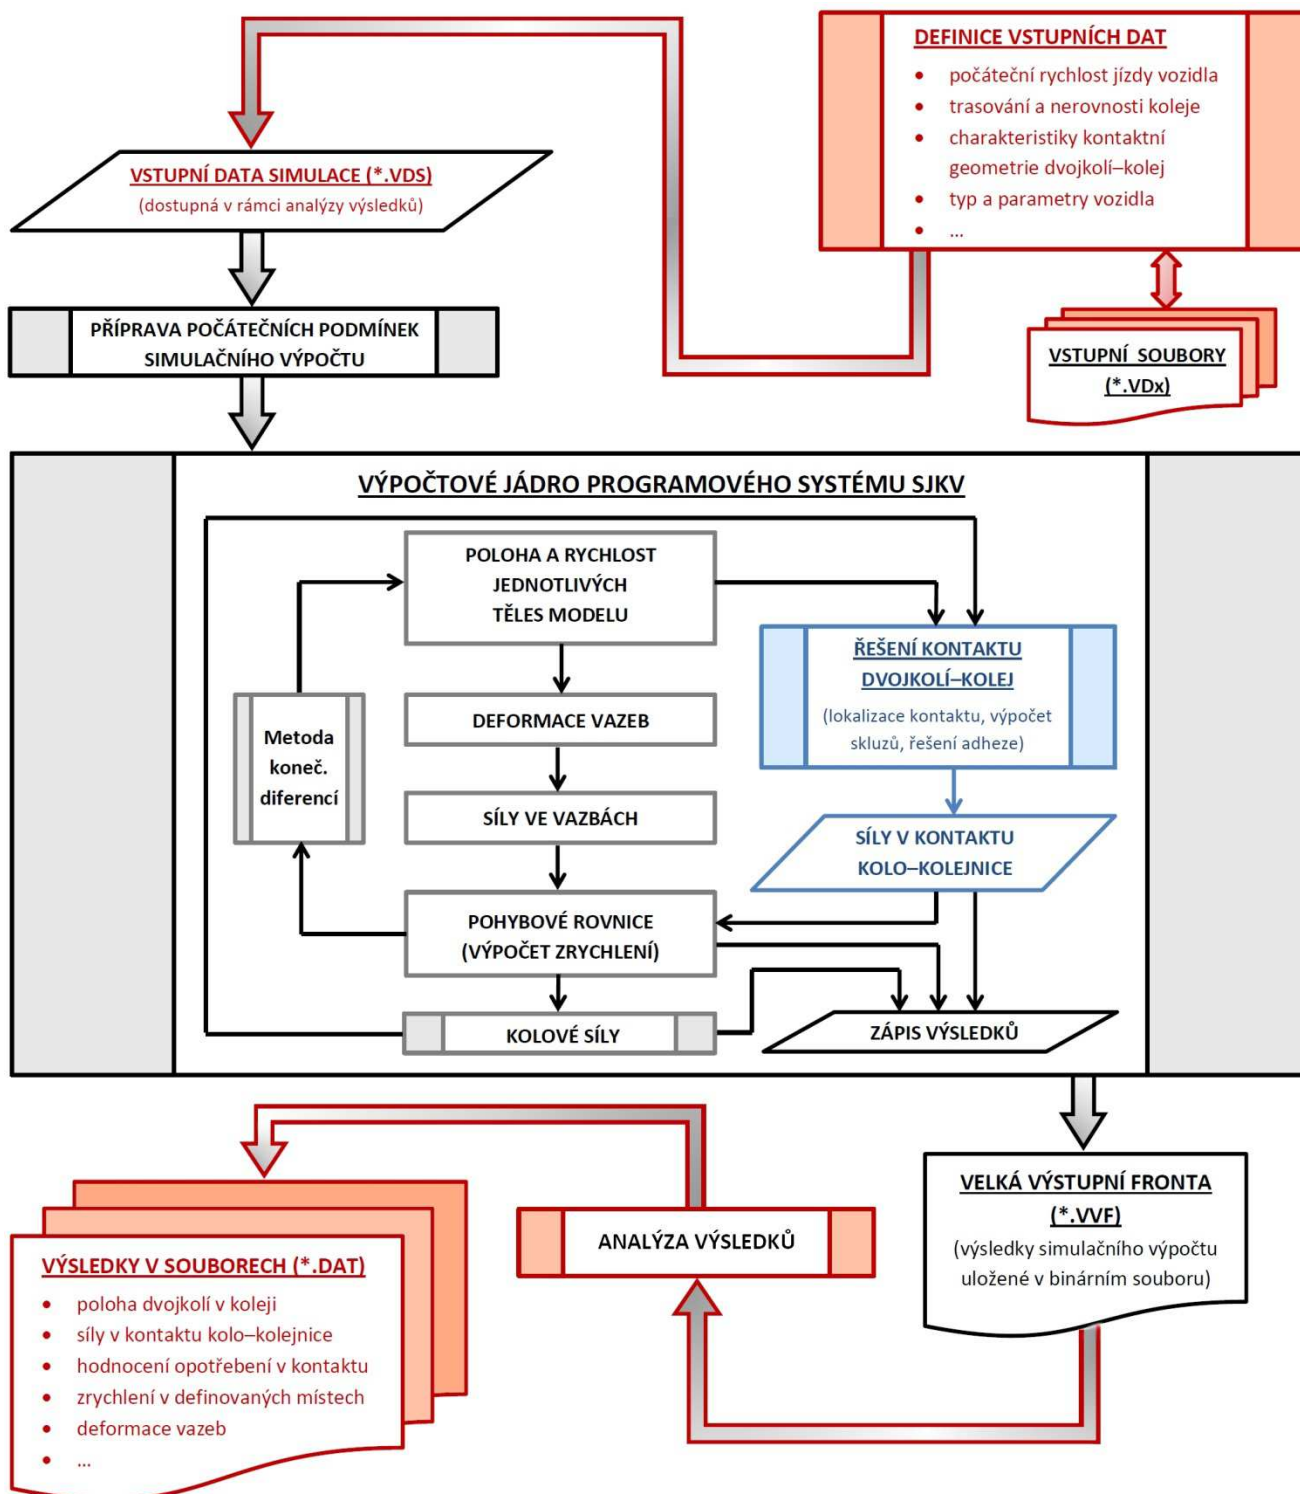 DEFINICE VSTUPNÍCH DAT
• počáteční rychlost jízdy vozidla
• trasování a nerovnosti koleje
• charakteristiky kontaktní
geometrie dvojkolí–kolej
• typ a parametry vozidla
• ...
VSTUPNÍ DATA SIMULACE (*.VDS)
(dostupná v rámci analýzy výsledků)
PŘÍPRAVA POČÁTEČNÍCH PODMÍNEK
SIMULAČNÍHO VÝPOČTU
VSTUPNÍ SOUBORY
(*.VDx)
VÝPOČTOVÉ JÁDRO PROGRAMOVÉHO SYSTÉMU SJKV
POLOHA A RYCHLOST
JEDNOTLIVÝCH
TĚLES MODELU
ŘEŠENÍ KONTAKTU
DVOJKOLÍ–KOLEJ
(lokalizace kontaktu, výpočet
skluzů, řešení adheze)
DEFORMACE VAZEB
Metoda
koneč.
diferencí
SÍLY VE VAZBÁCH
SÍLY V KONTAKTU
KOLO–KOLEJNICE
POHYBOVÉ ROVNICE
(VÝPOČET ZRYCHLENÍ)
KOLOVÉ SÍLY
ZÁPIS VÝSLEDKŮ
VELKÁ VÝSTUPNÍ FRONTA
(*.VVF)
(výsledky simulačního výpočtu
uložené v binárním souboru)
ANALÝZA VÝSLEDKŮ
VÝSLEDKY V SOUBORECH (*.DAT)
• poloha dvojkolí v koleji
• síly v kontaktu kolo–kolejnice
• hodnocení opotřebení v kontaktu
• zrychlení v definovaných místech
• deformace vazeb
• ...